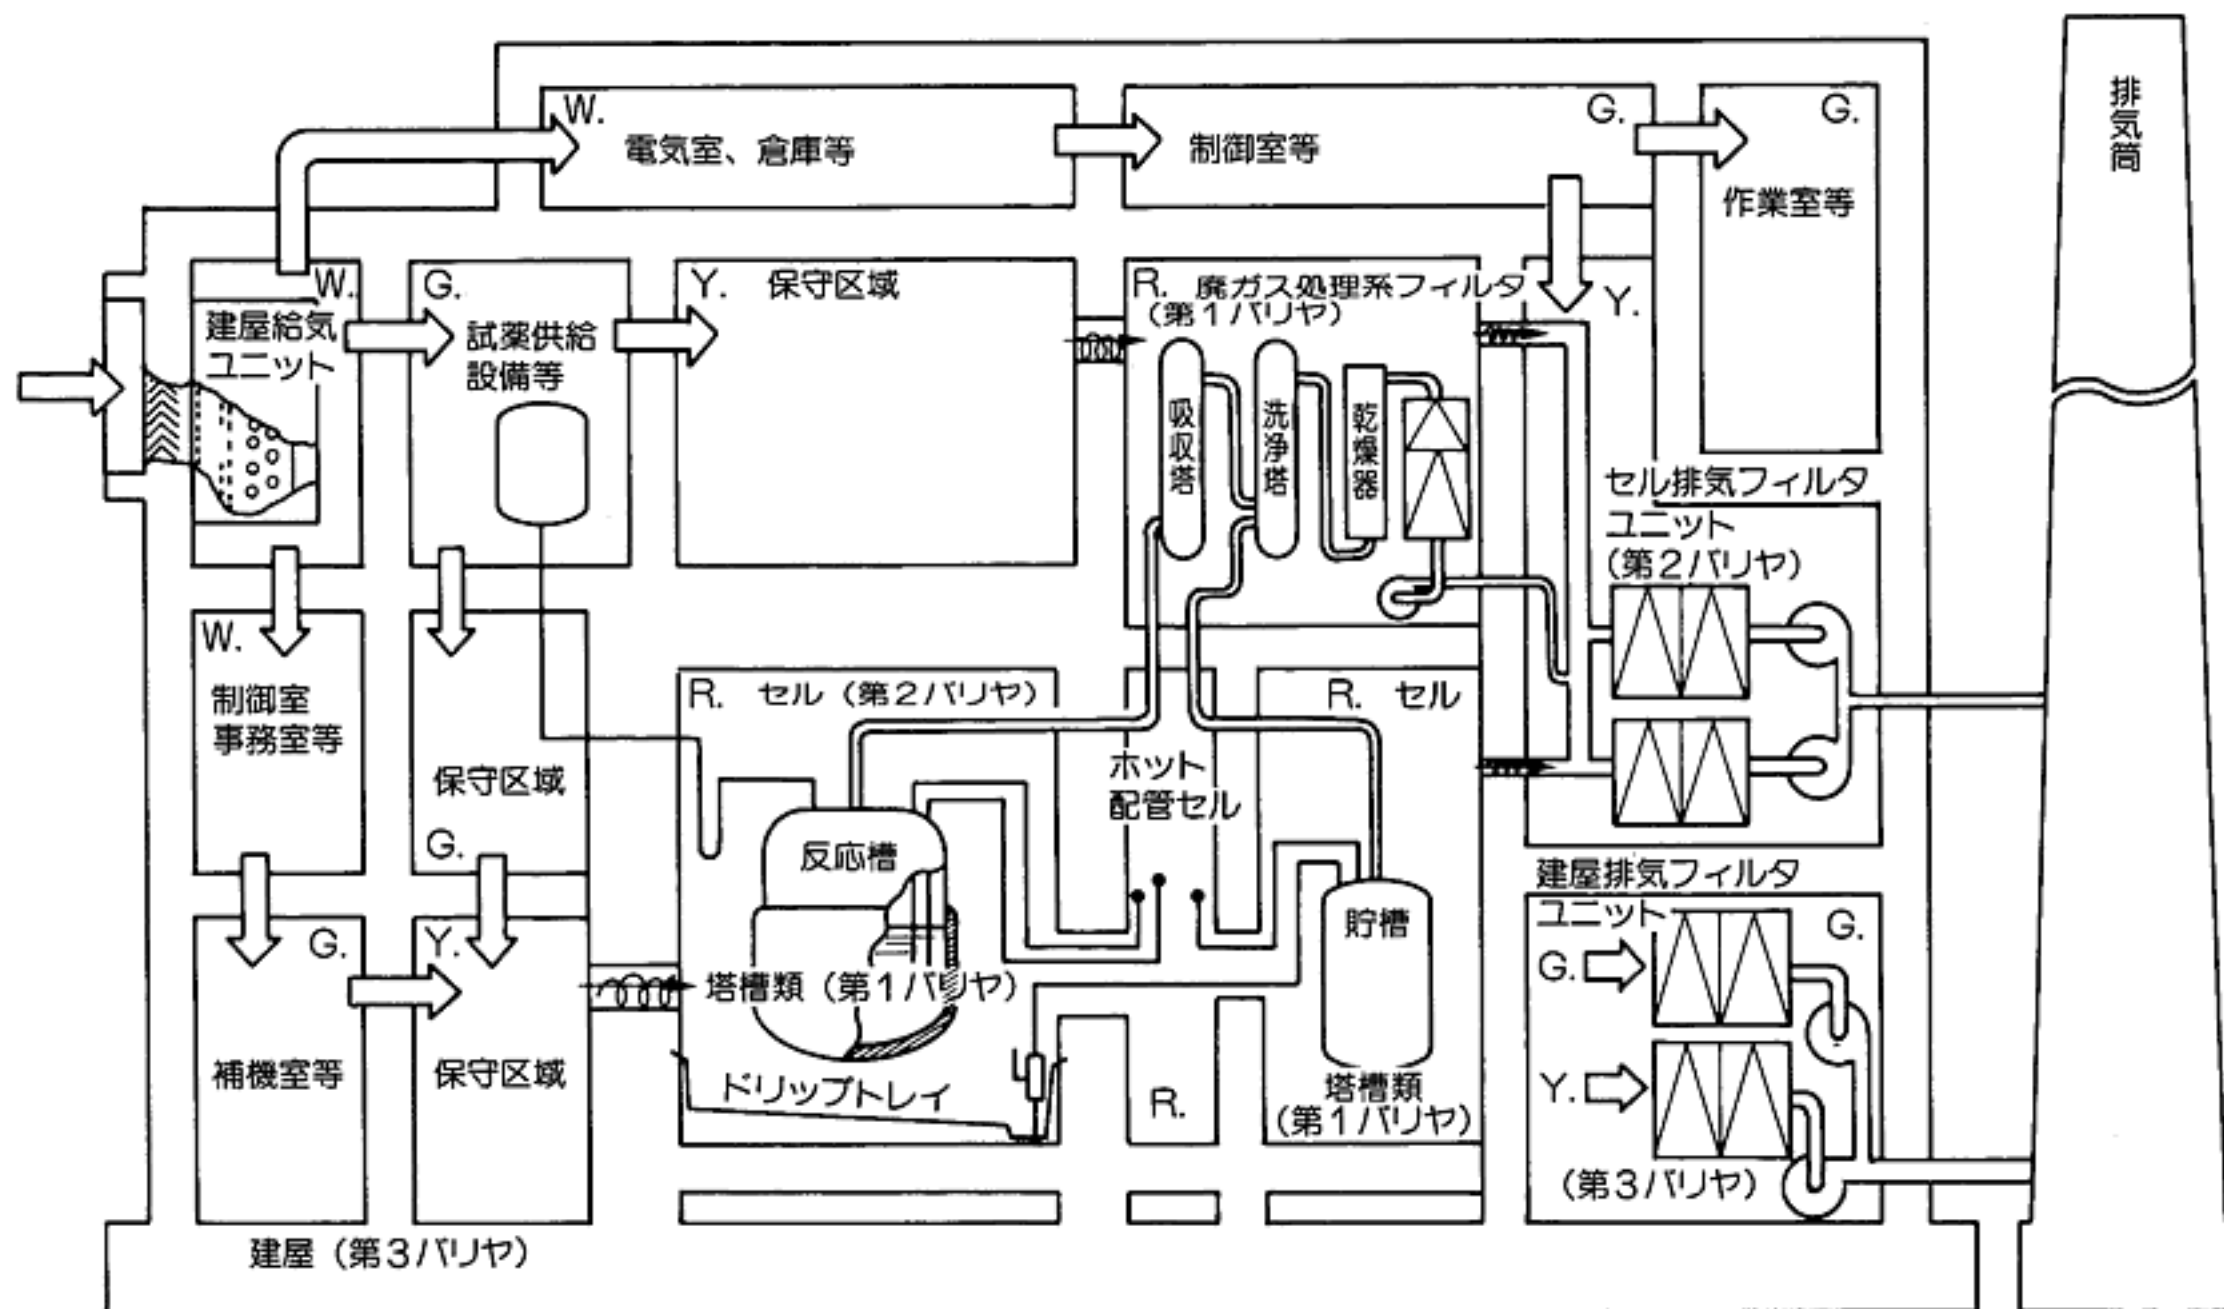 W.
電気室、倉庫等
制御室等
G.
G.
作業室等
排気筒
W.
建屋給気
ユニット
G.
試薬供給
設備等
Y. 保守区域
R. 廃ガス処理系フィルタ
(第1バリヤ)
吸収塔
洗浄塔
乾燥器
Y.
セル排気フィルタ
ユニット
(第2バリヤ)
W.
制御室
事務室等
保守区域
G.
R. セル (第2バリヤ)
反応槽
塔槽類 (第1バリヤ)
ドリップトレイ
ホット
配管セル
R.
R. セル
貯槽
塔槽類
(第1バリヤ)
G.
補機室等
Y.
保守区域
建屋排気フィルタ
ユニット
G.
G.
Y.
(第3バリヤ)
建屋 (第3バリヤ)